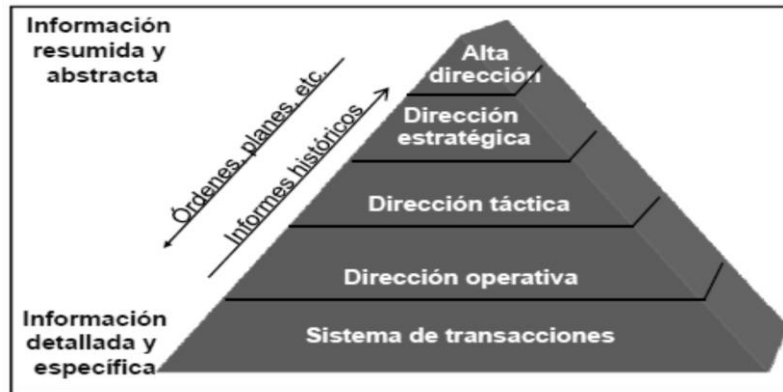 Información
resumida y
abstracta
Órdenes, planes, etc.
Informes históricos
Alta
dirección
Dirección
estratégica
Dirección táctica
Dirección operativa
Sistema de transacciones
Información
detallada y
específica